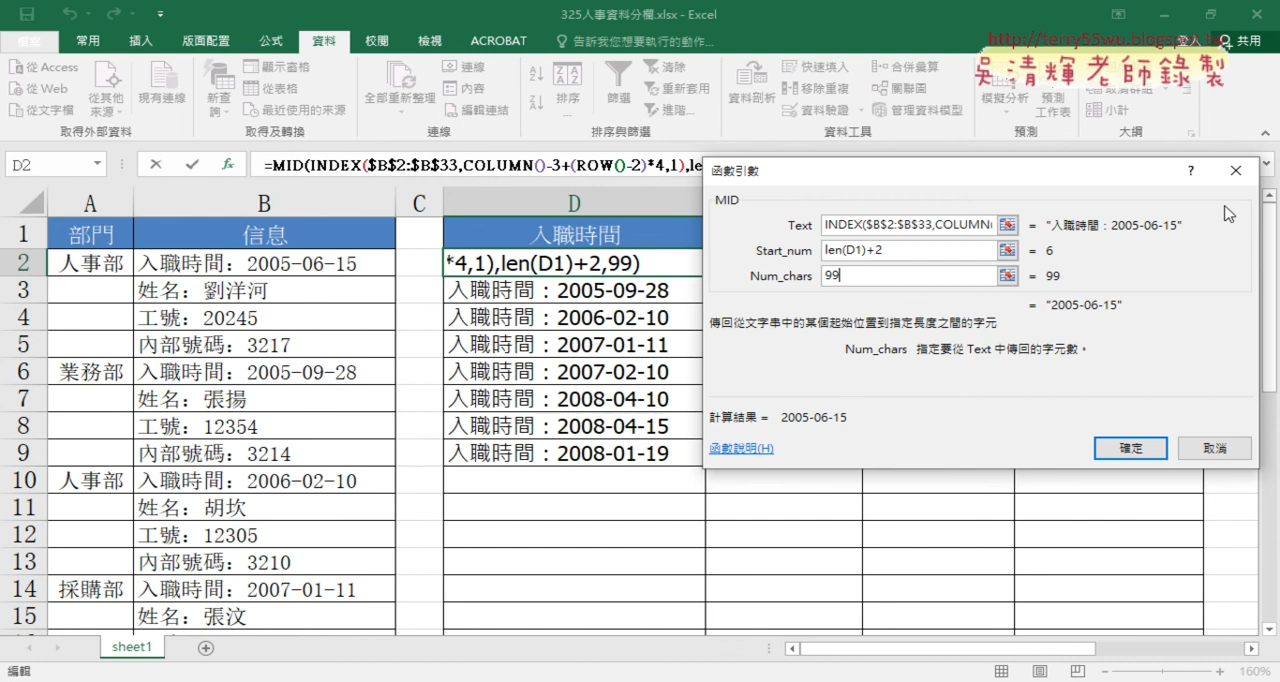 325人事資料分欄.xlsx - Excel
常用 插入 版面配置 公式 資料 校閱 檢視 ACROBAT 告訴我您想要執行的動作... 登入 共用
http://terry55wu.blogspot.tw
吳清輝老師錄製
從 Access
從 Web
從文字檔
從其他來源
現有連線
取得外部資料
新查詢
顯示查詢
從表格
最近使用的來源
取得及轉換
全部重新整理
連線
內容
編輯連結
連線
排序
篩選
清除
重新套用
進階...
排序與篩選
資料剖析
快速填入
移除重複
資料驗證
合併彙算
關聯圖
管理資料模型
資料工具
模擬分析
預測工作表
預測
取消群組
小計
大綱
D2
=MID(INDEX($B$2:$B$33,COLUMN()-3+(ROW()-2)*4,1),le
A B C D
1 部門 信息 入職時間
2 人事部 入職時間：2005-06-15 *4,1),len(D1)+2,99)
3 姓名：劉洋河 入職時間：2005-09-28
4 工號：20245 入職時間：2006-02-10
5 內部號碼：3217 入職時間：2007-01-11
6 業務部 入職時間：2005-09-28 入職時間：2007-02-10
7 姓名：張揚 入職時間：2008-04-10
8 工號：12354 入職時間：2008-04-15
9 內部號碼：3214 入職時間：2008-01-19
10 人事部 入職時間：2006-02-10
11 姓名：胡坎
12 工號：12305
13 內部號碼：3210
14 採購部 入職時間：2007-01-11
15 姓名：張汶
函數引數
MID
Text INDEX($B$2:$B$33,COLUMN( = "入職時間：2005-06-15"
Start_num len(D1)+2 = 6
Num_chars 99 = 99
= "2005-06-15"
傳回從文字串中的某個起始位置到指定長度之間的字元
Num_chars 指定要從 Text 中傳回的字元數。
計算結果 = 2005-06-15
函數說明(H)
確定 取消
sheet1
編輯
160%